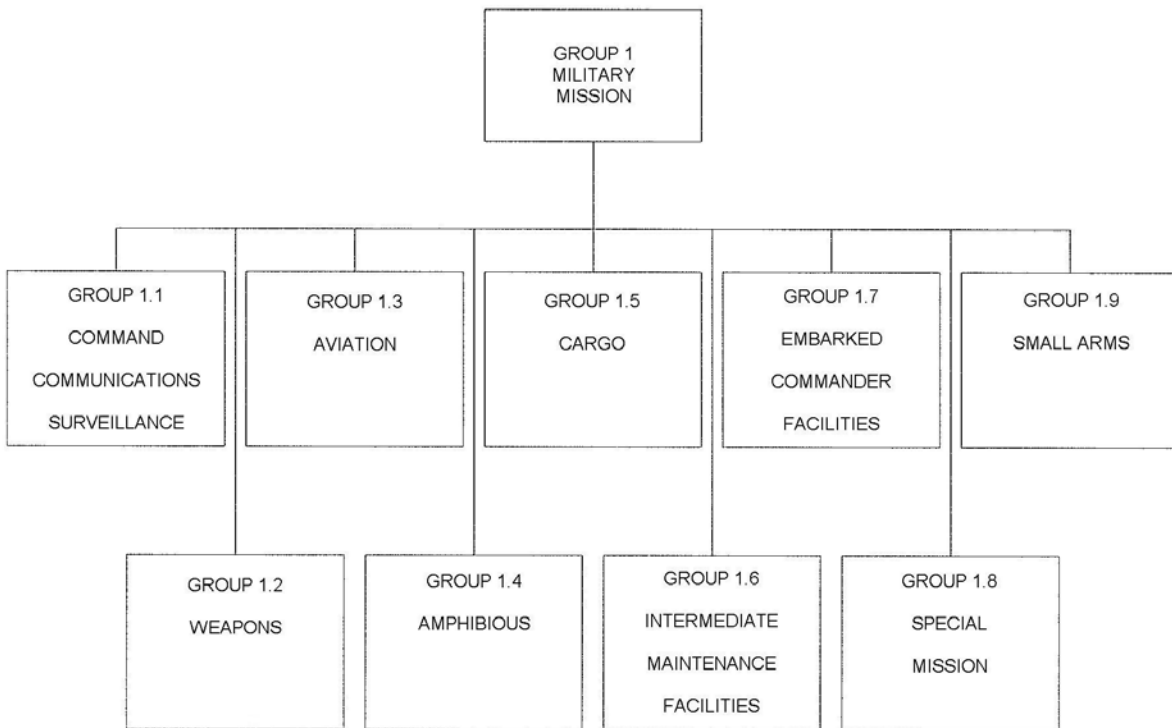 GROUP 1
MILITARY
MISSION
GROUP 1.1
COMMAND
COMMUNICATIONS
SURVEILLANCE
GROUP 1.3
AVIATION
GROUP 1.5
CARGO
GROUP 1.7
EMBARKED
COMMANDER
FACILITIES
GROUP 1.9
SMALL ARMS
GROUP 1.2
WEAPONS
GROUP 1.4
AMPHIBIOUS
GROUP 1.6
INTERMEDIATE
MAINTENANCE
FACILITIES
GROUP 1.8
SPECIAL
MISSION